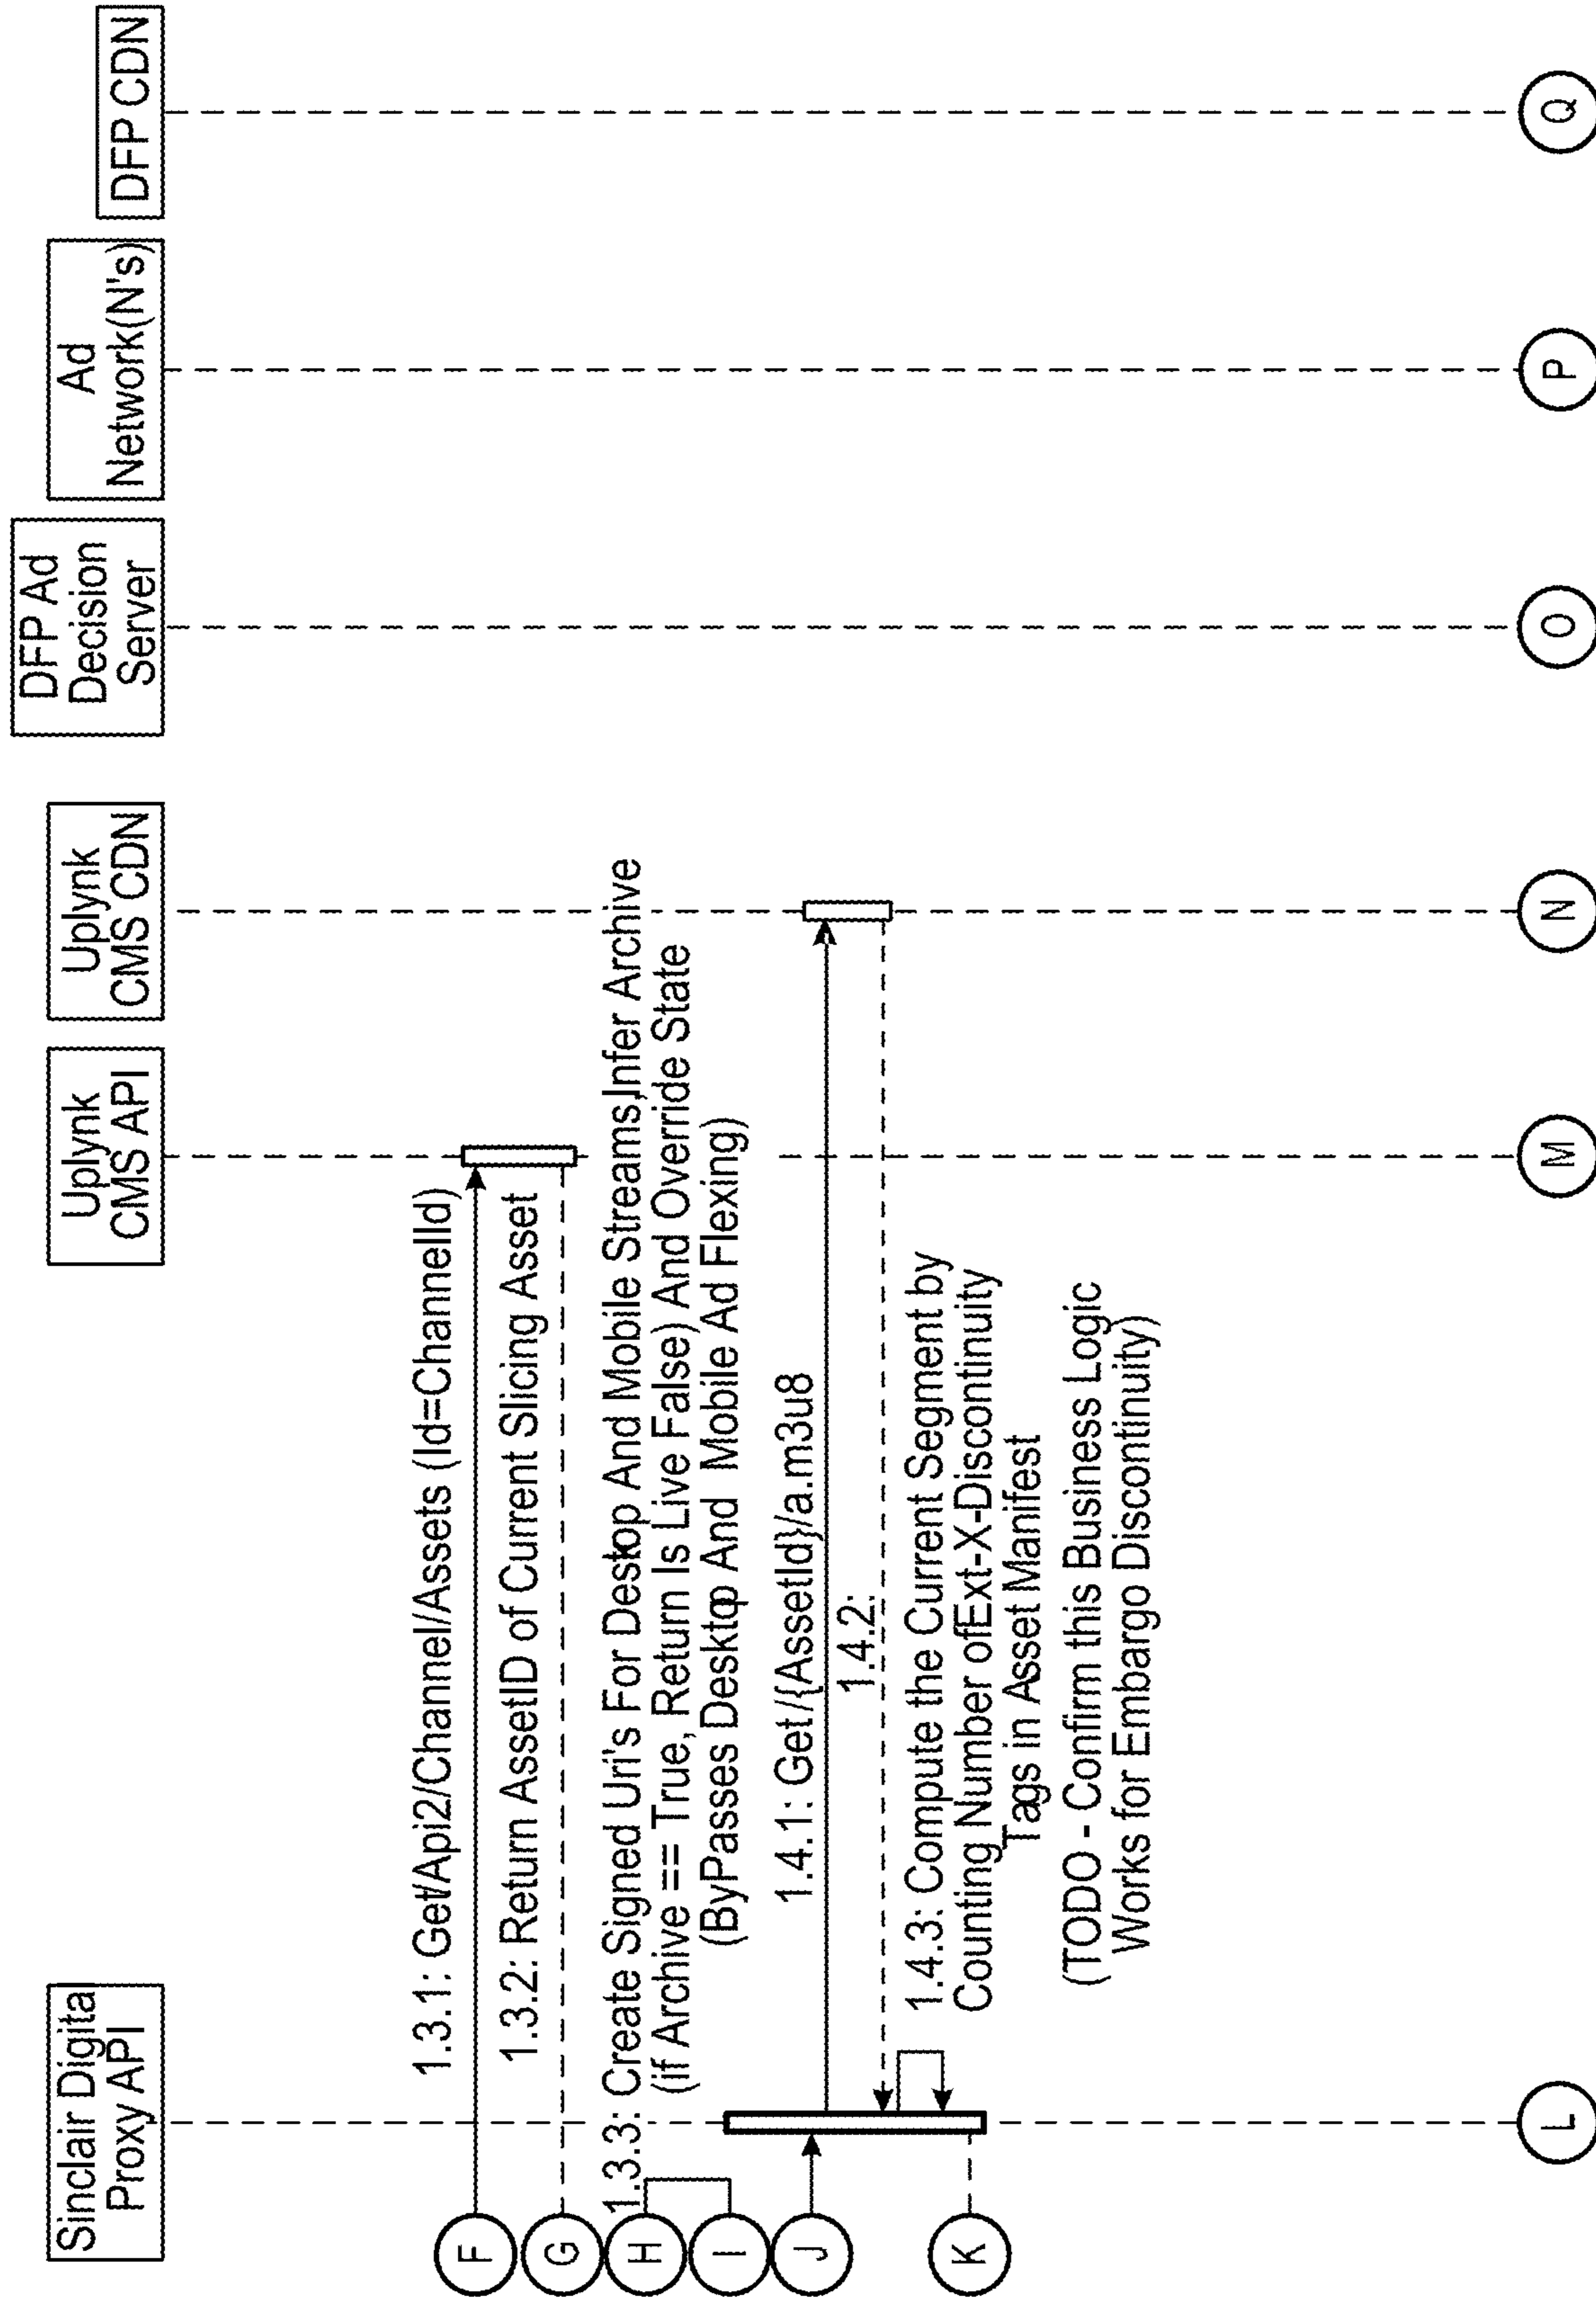 Sinclair Digital
Proxy API
Uplynk
CMS API
Uplynk
CMS CDN
DFP Ad
Decision
Server
Ad
Network(N's)
DFP CDN
F
1.3.1: Get/Api2/Channel/Assets (Id=ChannelId)
G
1.3.2: Return AssetID of Current Slicing Asset
H
1.3.3: Create Signed Uri's For Desktop And Mobile Streams,Infer Archive
(if Archive == True, Return Is Live False) And Override State
(ByPasses Desktop And Mobile Ad Flexing)
I
J
1.4.1: Get/{AssetId}/a.m3u8
1.4.2:
1.4.3: Compute the Current Segment by
Counting Number ofExt-X-Discontinuity
Tags in Asset Manifest
K
(TODO - Confirm this Business Logic
Works for Embargo Discontinuity)
L
M
N
O
P
Q